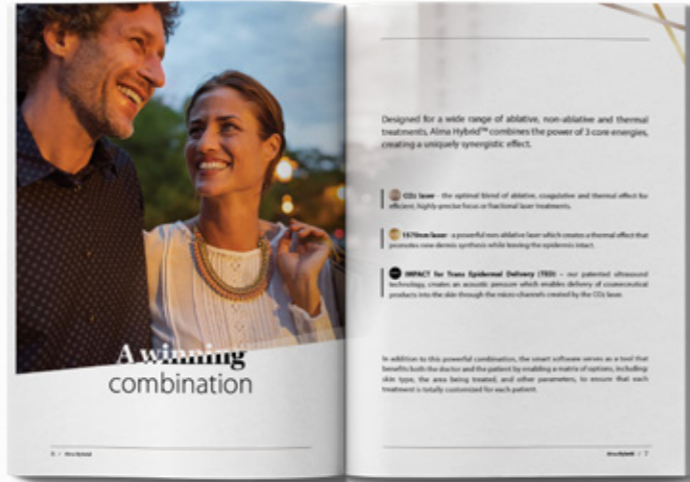 A winning
combination
6 / Alma Hybrid
Designed for a wide range of ablative, non-ablative and thermal
treatments, Alma Hybrid™ combines the power of 3 core energies,
creating a uniquely synergistic effect.
CO₂ laser - the optimal blend of ablative, coagulative and thermal effect for
efficient, highly-precise focus or fractional laser treatments.
1570nm laser - a powerful non-ablative laser which creates a thermal effect that
promotes new dermis synthesis while leaving the epidermis intact.
IMPACT for Trans Epidermal Delivery (TED) – our patented ultrasound
technology, creates an acoustic pressure which enables delivery of cosmeceutical
products into the skin through the micro-channels created by the CO₂ laser.
In addition to this powerful combination, the smart software serves as a tool that
benefits both the doctor and the patient by enabling a matrix of options, including:
skin type, the area being treated, and other parameters, to ensure that each
treatment is totally customized for each patient.
Alma Hybrid / 7